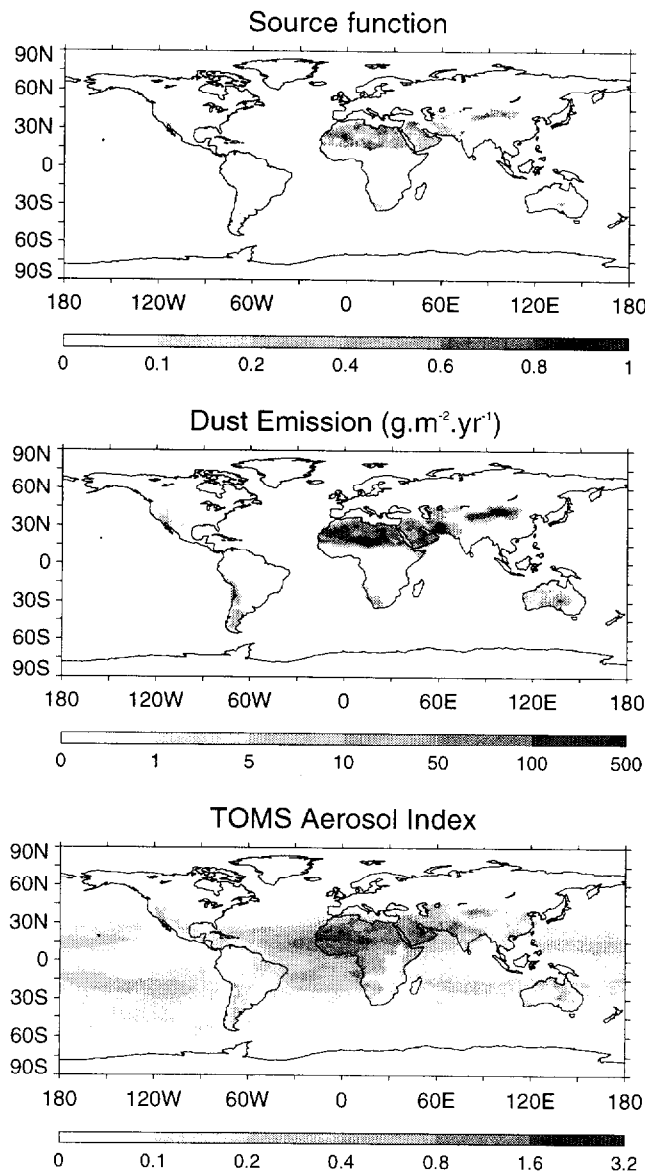 Source function
90N
60N
30N
0
30S
60S
90S
180 120W 60W 0 60E 120E 180
0 0.1 0.2 0.4 0.6 0.8 1
Dust Emission (g.m⁻².yr⁻¹)
90N
60N
30N
0
30S
60S
90S
180 120W 60W 0 60E 120E 180
0 1 5 10 50 100 500
TOMS Aerosol Index
90N
60N
30N
0
30S
60S
90S
180 120W 60W 0 60E 120E 180
0 0.1 0.2 0.4 0.8 1.6 3.2